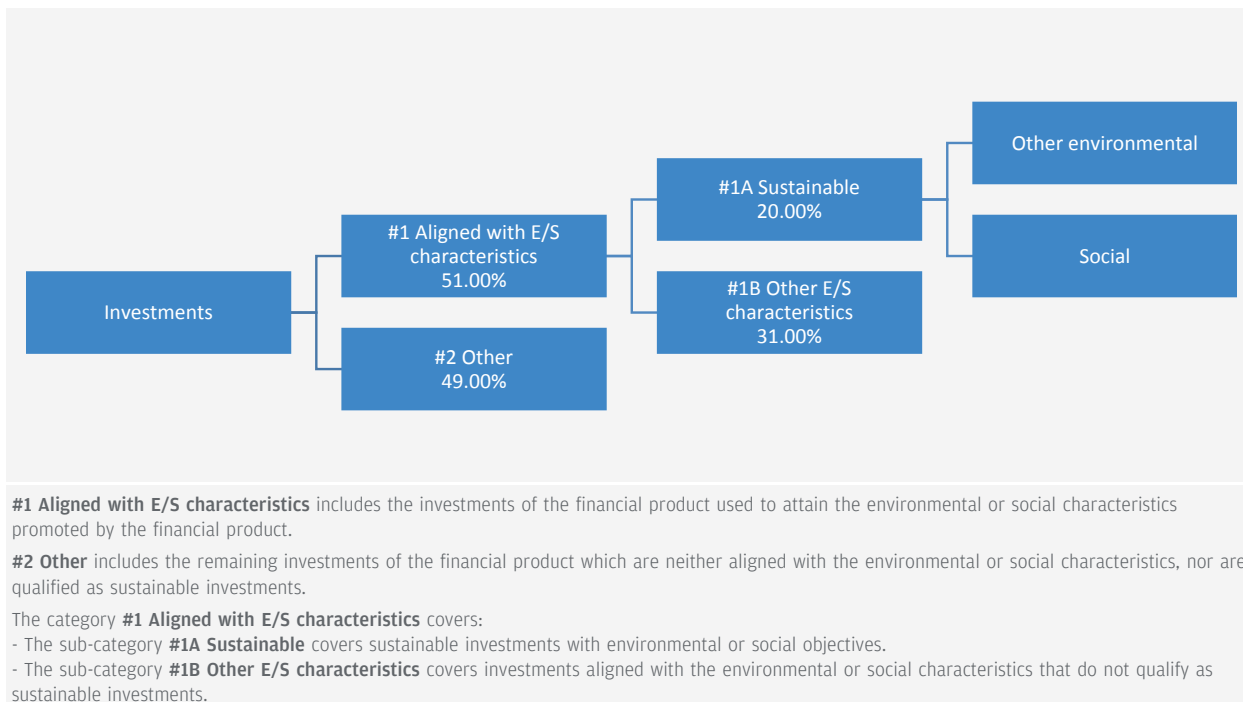 Other environmental
#1A Sustainable
20.00%
#1 Aligned with E/S
characteristics
51.00%
Social
#1B Other E/S
characteristics
31.00%
Investments
#2 Other
49.00%
#1 Aligned with E/S characteristics includes the investments of the financial product used to attain the environmental or social characteristics
promoted by the financial product.
#2 Other includes the remaining investments of the financial product which are neither aligned with the environmental or social characteristics, nor are
qualified as sustainable investments.
The category #1 Aligned with E/S characteristics covers:
- The sub-category #1A Sustainable covers sustainable investments with environmental or social objectives.
- The sub-category #1B Other E/S characteristics covers investments aligned with the environmental or social characteristics that do not qualify as
sustainable investments.